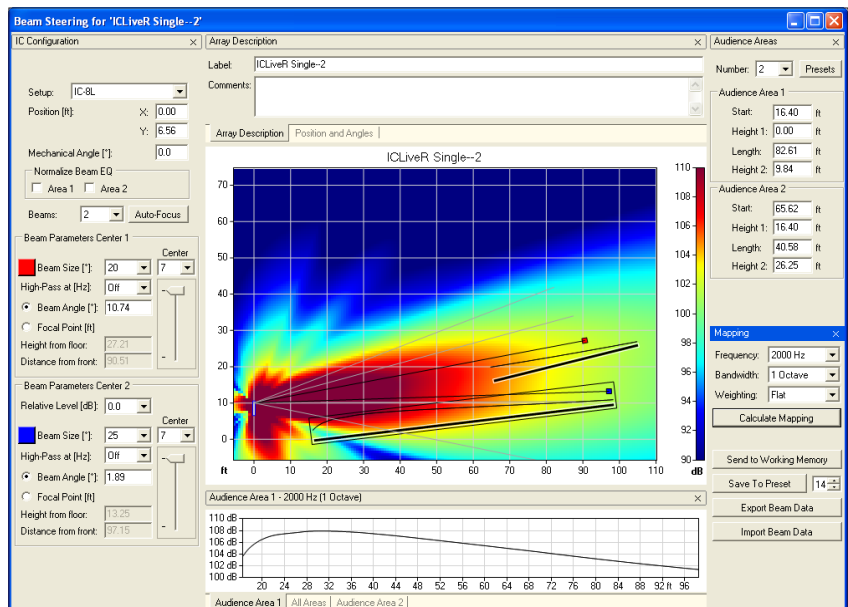 Beam Steering for 'ICLiveR Single--2'
IC Configuration
Setup: IC-8L
Position [ft]: X: 0.00
Y: 6.56
Mechanical Angle [°]: 0.0
Normalize Beam EQ
Area 1 Area 2
Beams: 2 Auto-Focus
Beam Parameters Center 1
Center
Beam Size [°]: 20 7
High-Pass at [Hz]: Off
Beam Angle [°]: 10.74
Focal Point [ft]
Height from floor: 27.21
Distance from front: 90.51
Beam Parameters Center 2
Relative Level [dB]: 0.0
Center
Beam Size [°]: 25 7
High-Pass at [Hz]: Off
Beam Angle [°]: 1.89
Focal Point [ft]
Height from floor: 13.25
Distance from front: 97.15
Array Description
Label: ICLiveR Single--2
Comments:
Array Description Position and Angles
ICLiveR Single--2
70
60
50
40
30
20
10
0
ft 0 10 20 30 40 50 60 70 80 90 100 110
110
108
106
104
102
100
98
96
94
92
90
dB
Audience Area 1 - 2000 Hz (1 Octave)
110 dB
108 dB
106 dB
104 dB
102 dB
100 dB
20 24 28 32 36 40 44 48 52 56 60 64 68 72 76 80 84 88 92 ft 96
Audience Area 1 All Areas Audience Area 2
Audience Areas
Number: 2 Presets
Audience Area 1
Start: 16.40 ft
Height 1: 0.00 ft
Length: 82.61 ft
Height 2: 9.84 ft
Audience Area 2
Start: 65.62 ft
Height 1: 16.40 ft
Length: 40.58 ft
Height 2: 26.25 ft
Mapping
Frequency: 2000 Hz
Bandwidth: 1 Octave
Weighting: Flat
Calculate Mapping
Send to Working Memory
Save To Preset 14
Export Beam Data
Import Beam Data